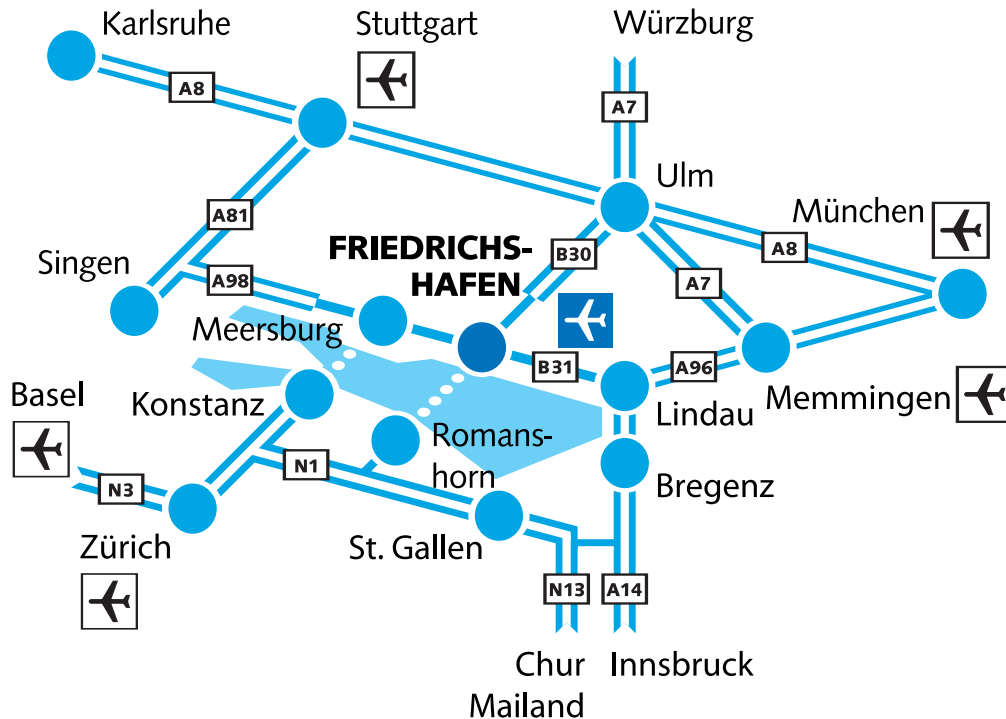 Karlsruhe
Stuttgart
Würzburg
A8
A7
Ulm
München
A81
FRIEDRICHS-
HAFEN
B30
A8
Singen
A98
A7
Meersburg
B31
A96
Basel
Konstanz
Lindau
Memmingen
Romans-
horn
N1
N3
Bregenz
Zürich
St. Gallen
N13
A14
Chur
Mailand
Innsbruck